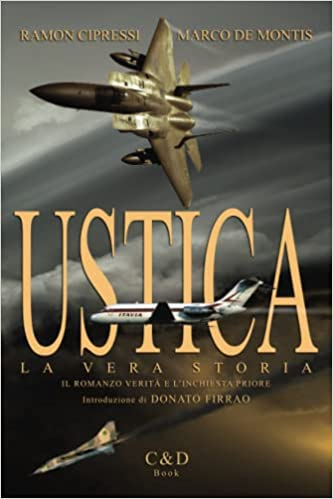 RAMON CIPRESSI MARCO DE MONTIS
USTICA
ITAVIA
LA VERA STORIA
IL ROMANZO VERITÀ E L'INCHIESTA PRIORE
Introduzione di DONATO FIRRAO
C&D
Book